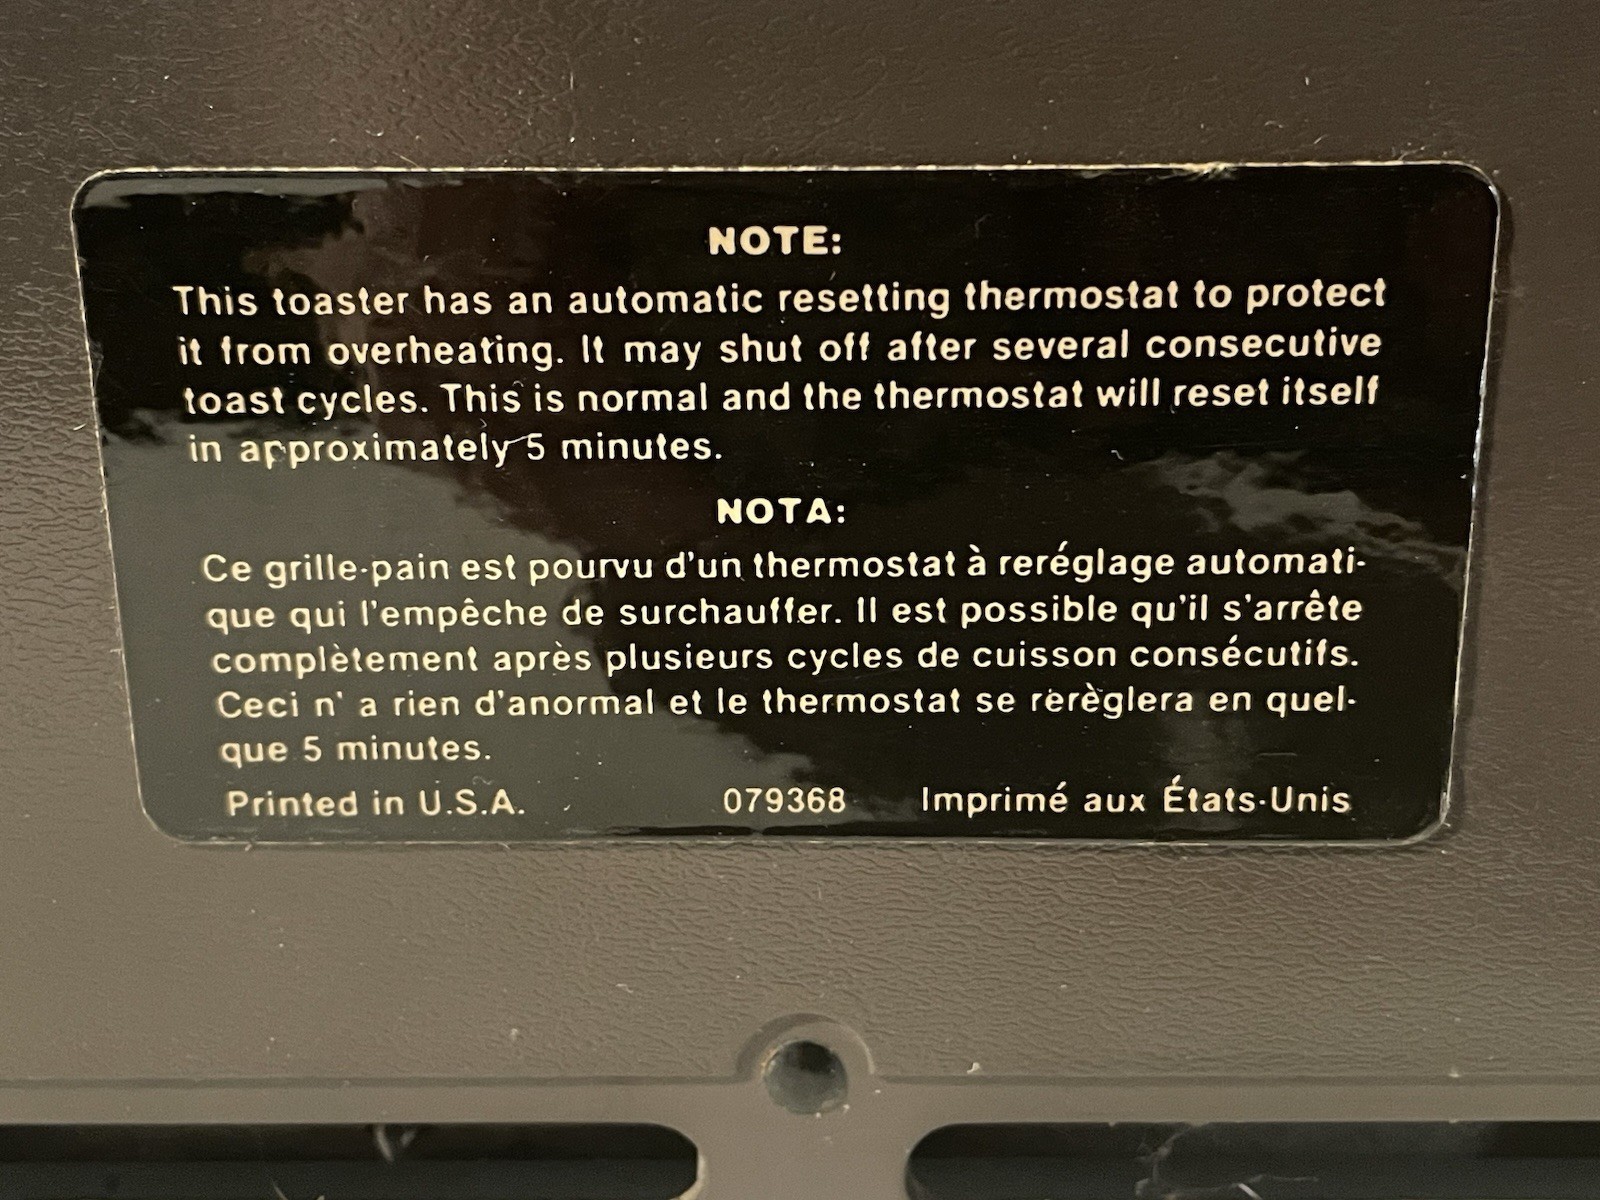 NOTE:
This toaster has an automatic resetting thermostat to protect
it from overheating. It may shut off after several consecutive
toast cycles. This is normal and the thermostat will reset itself
in approximately 5 minutes.
NOTA:
Ce grille-pain est pourvu d'un thermostat à reréglage automati-
que qui l'empêche de surchauffer. Il est possible qu'il s'arrête
complètement après plusieurs cycles de cuisson consécutifs.
Ceci n' a rien d'anormal et le thermostat se rerèglera en quel-
que 5 minutes.
Printed in U.S.A. 079368 Imprimé aux États-Unis